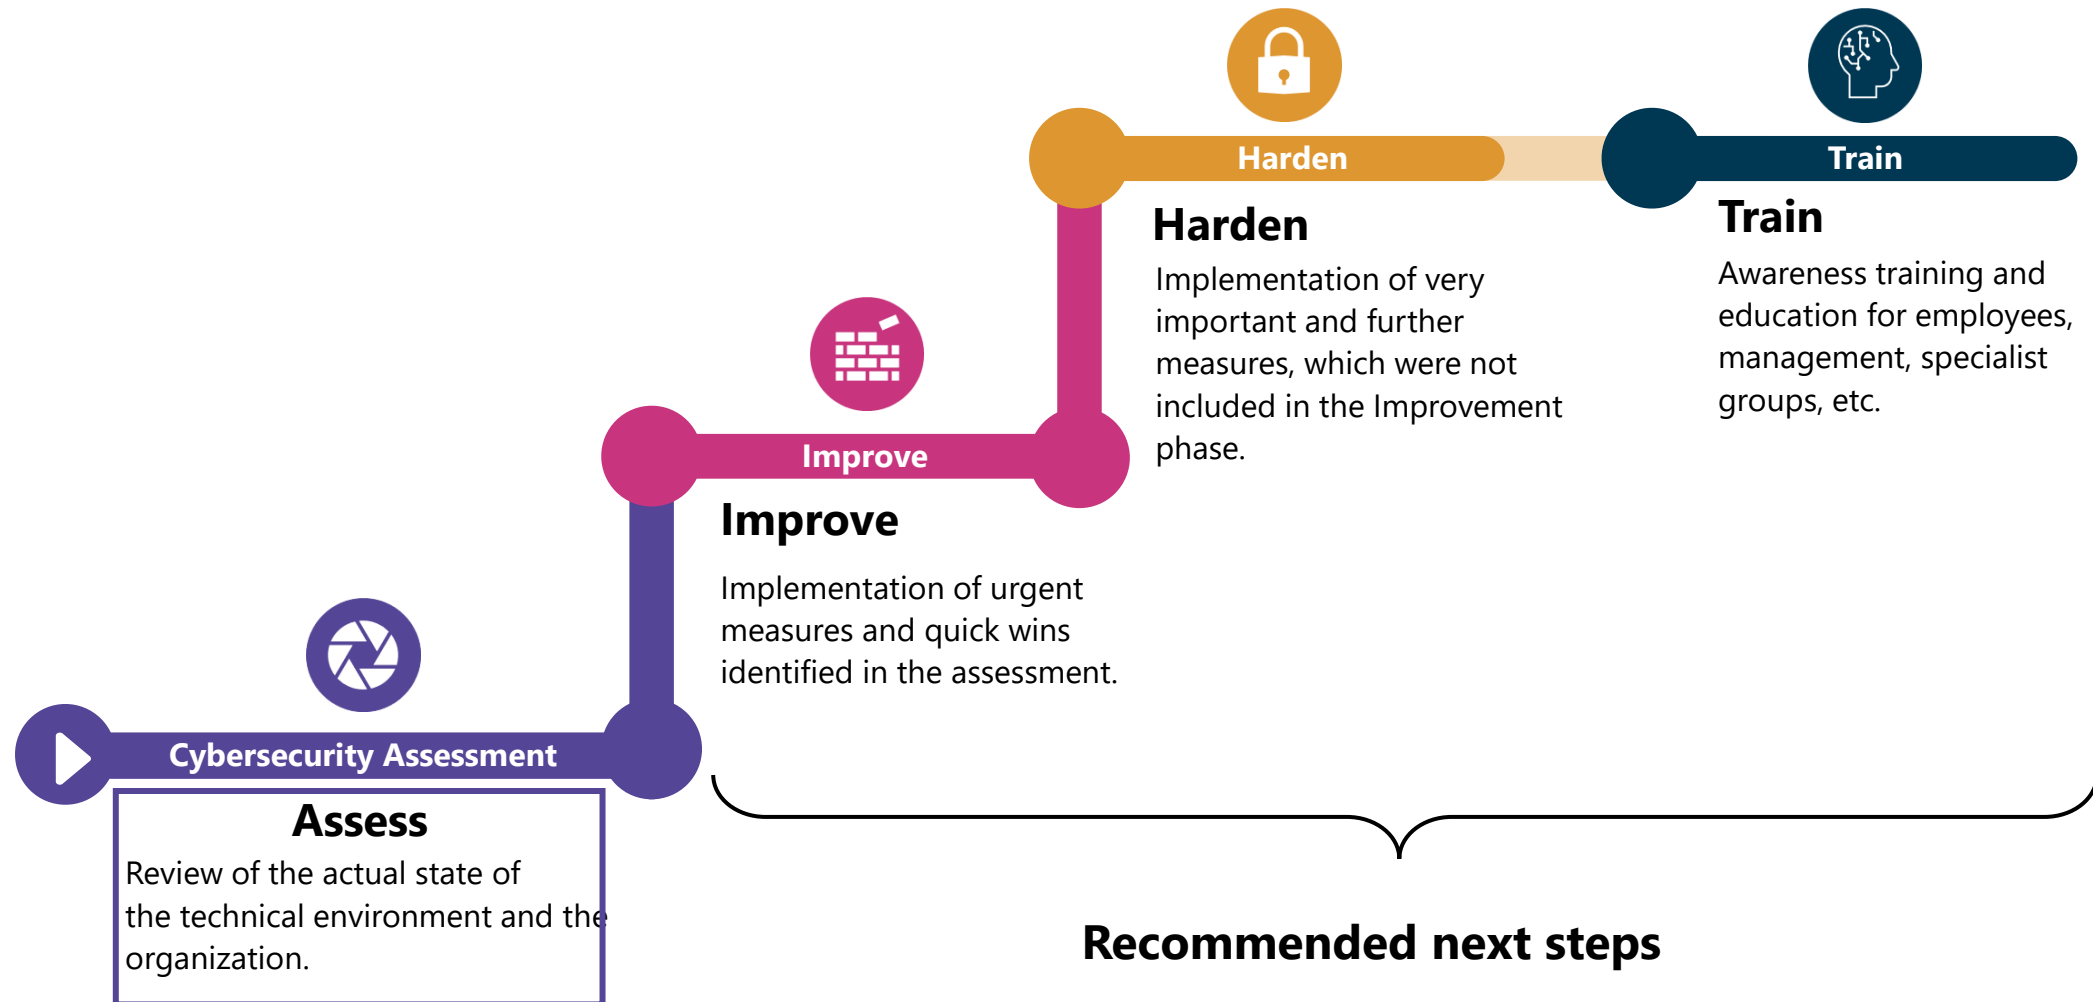 Cybersecurity Assessment
Assess
Review of the actual state of
the technical environment and the
organization.
Improve
Improve
Implementation of urgent
measures and quick wins
identified in the assessment.
Harden
Harden
Implementation of very
important and further
measures, which were not
included in the Improvement
phase.
Train
Train
Awareness training and
education for employees,
management, specialist
groups, etc.
Recommended next steps